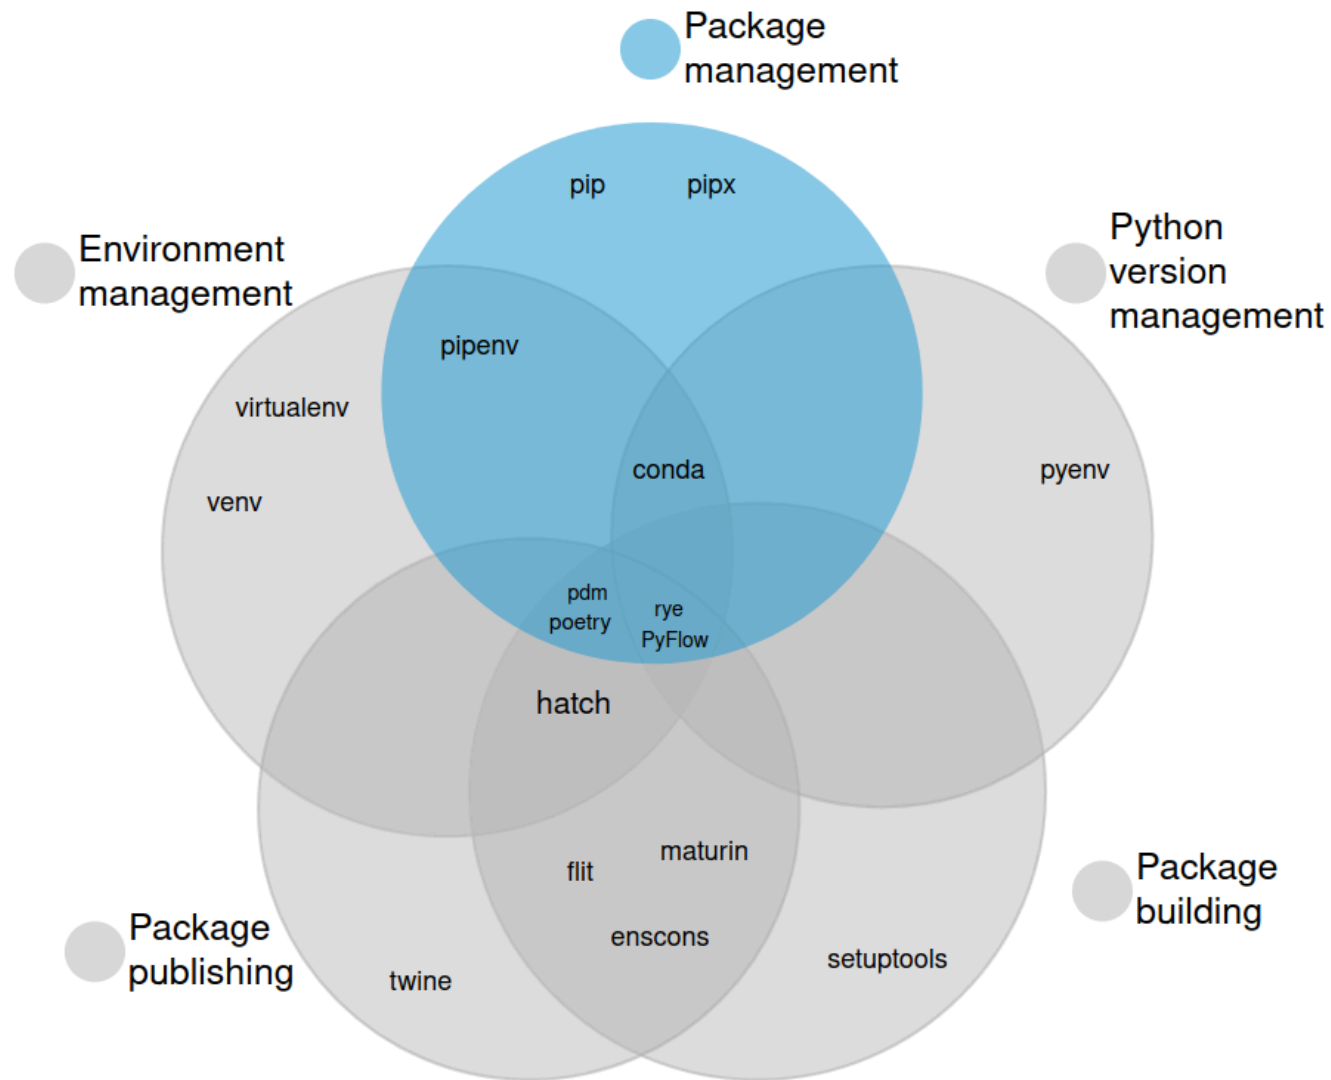 Package
management
pip
pipx
Environment
management
Python
version
management
pipenv
virtualenv
venv
conda
pyenv
pdm
poetry
rye
PyFlow
hatch
flit
maturin
enscons
setuptools
twine
Package
publishing
Package
building